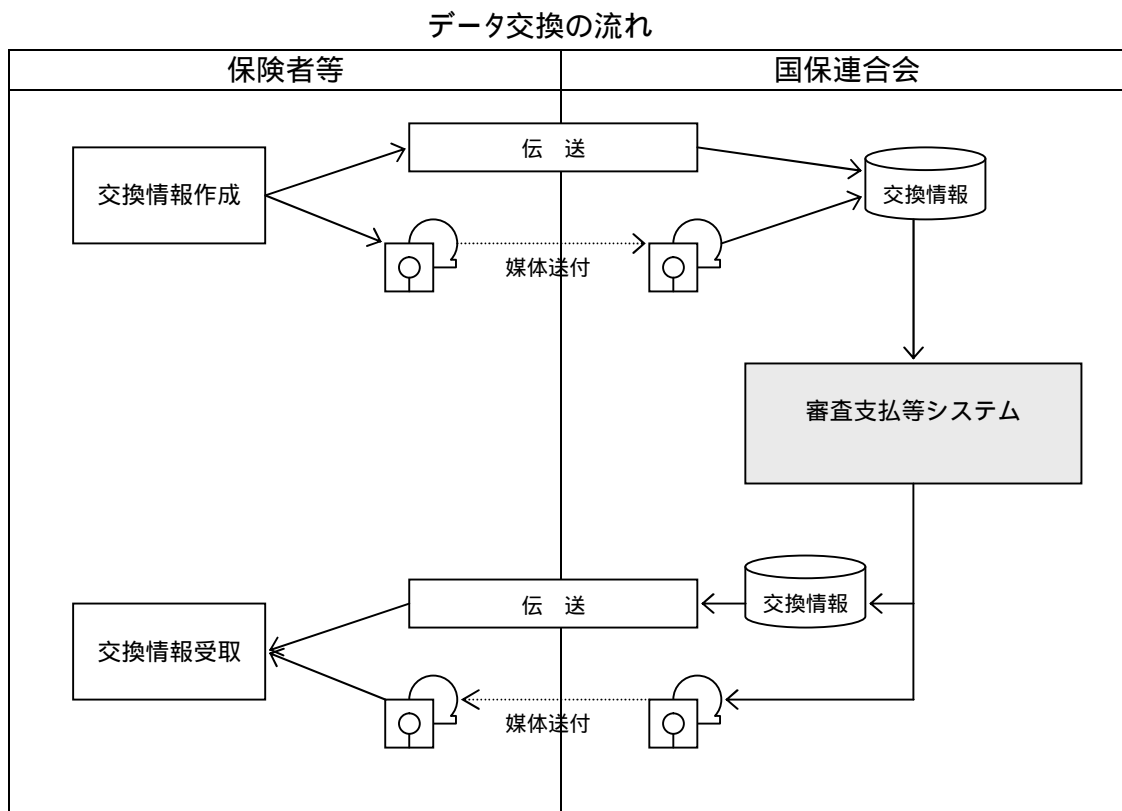 データ交換の流れ
保険者等
国保連合会
伝　送
交換情報作成
交換情報
媒体送付
審査支払等システム
伝　送
交換情報
交換情報受取
媒体送付